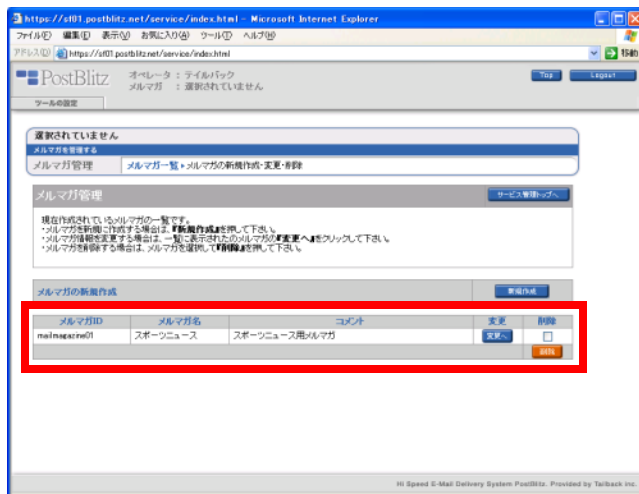 https://sf01.postblitz.net/service/index.html - Microsoft Internet Explorer
ファイル(F) 編集(E) 表示(V) お気に入り(A) ツール(T) ヘルプ(H)
アドレス(D) https://sf01.postblitz.net/service/index.html 移動
PostBlitz オペレータ : テイルバック Top Logout
メルマガ : 選択されていません
ツールの設定
選択されていません
メルマガを管理する
メルマガ管理 メルマガ一覧 ▸ メルマガの新規作成・変更・削除
メルマガ管理 サービス管理トップへ
現在作成されているメルマガの一覧です。
・メルマガを新規に作成する場合は、『新規作成』を押して下さい。
・メルマガ情報を変更する場合は、一覧に表示されたのメルマガの『変更へ』をクリックして下さい。
・メルマガを削除する場合は、メルマガを選択して『削除』を押して下さい。
メルマガの新規作成 新規作成
メルマガID メルマガ名 コメント 変更 削除
mailmagazine01 スポーツニュース スポーツニュース用メルマガ 変更へ
削除
Hi Speed E-Mail Delivery System PostBlitz. Provided by Tailback inc.